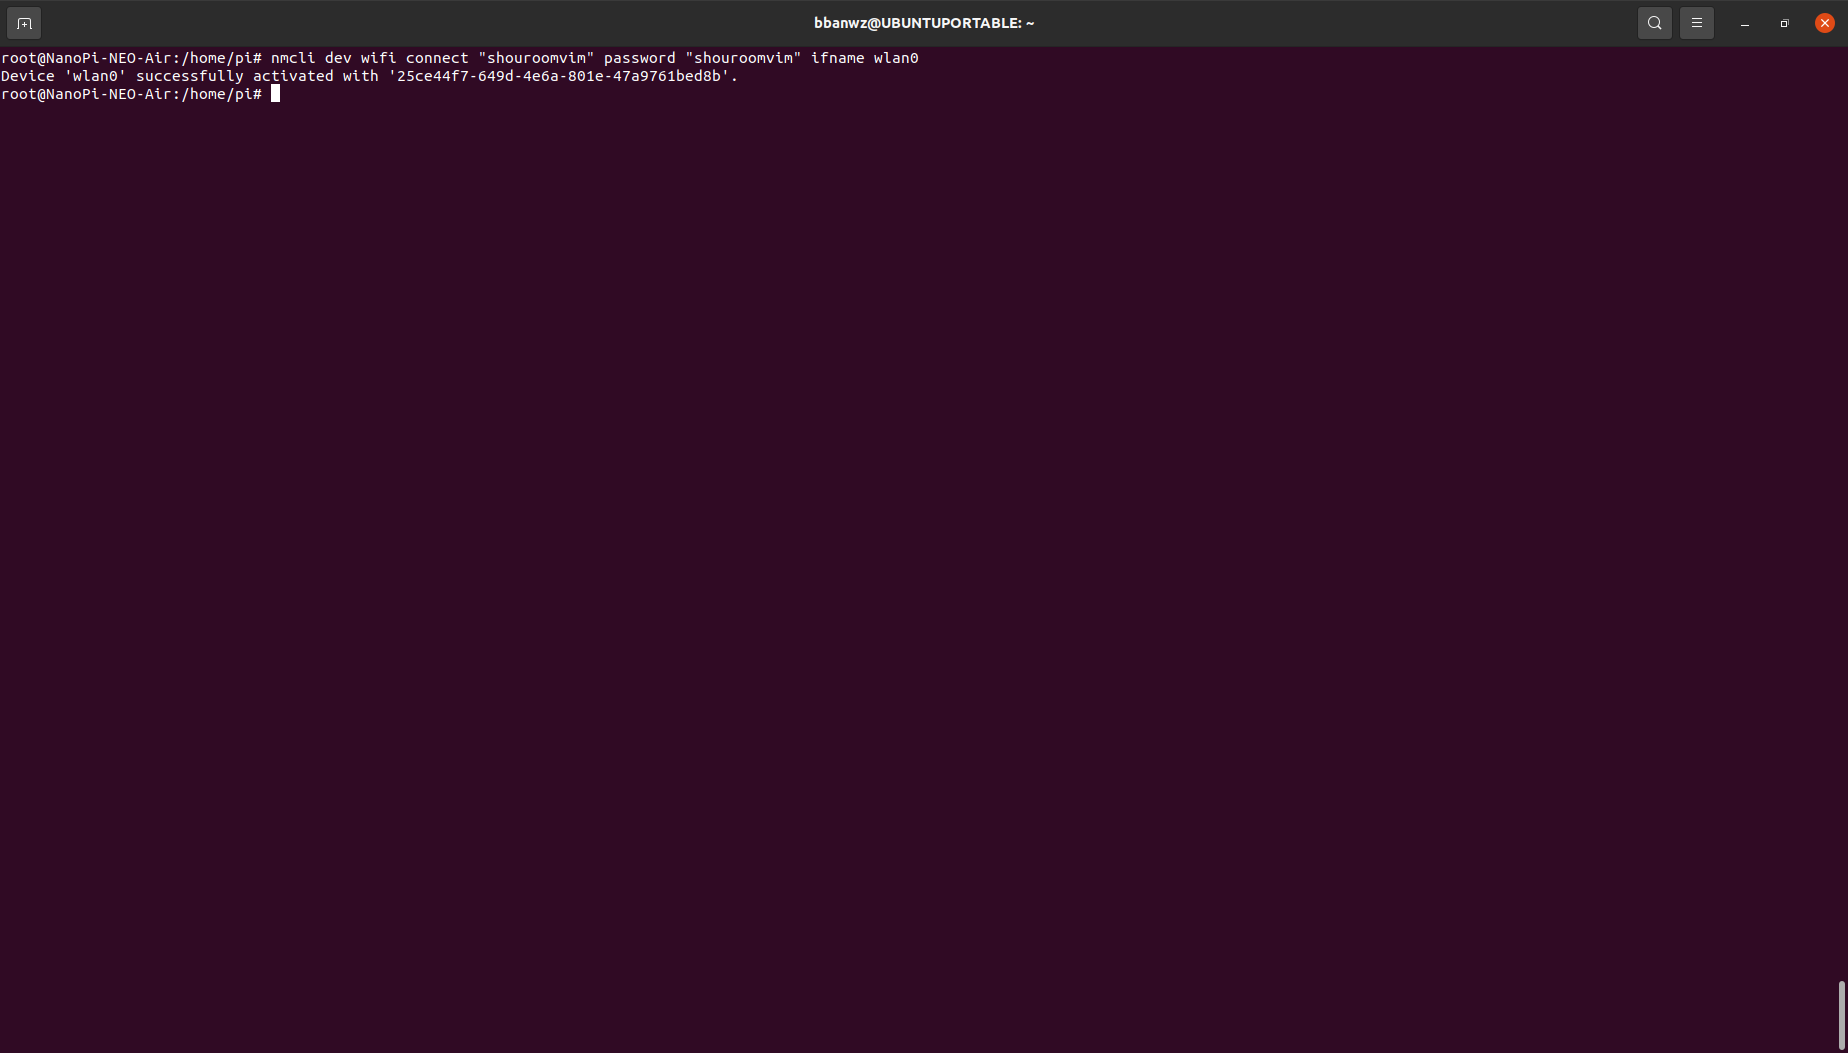 bbanwz@UBUNTUPORTABLE: ~
root@NanoPi-NEO-Air:/home/pi# nmcli dev wifi connect "shouroomvim" password "shouroomvim" ifname wlan0
Device 'wlan0' successfully activated with '25ce44f7-649d-4e6a-801e-47a9761bed8b'.
root@NanoPi-NEO-Air:/home/pi#